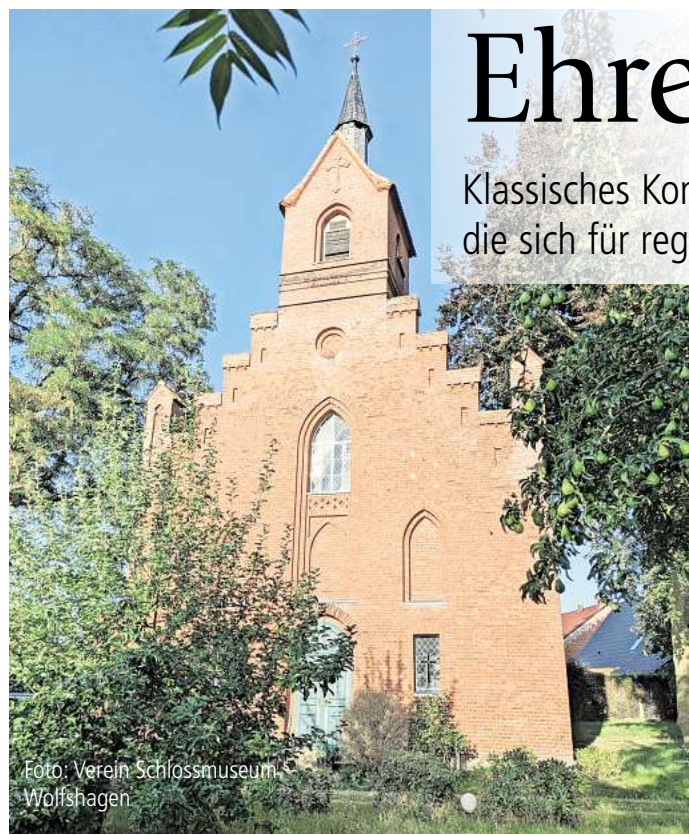 Ehre
Klassisches Kon
die sich für reg
Foto: Verein Schlossmuseum
Wolfshagen